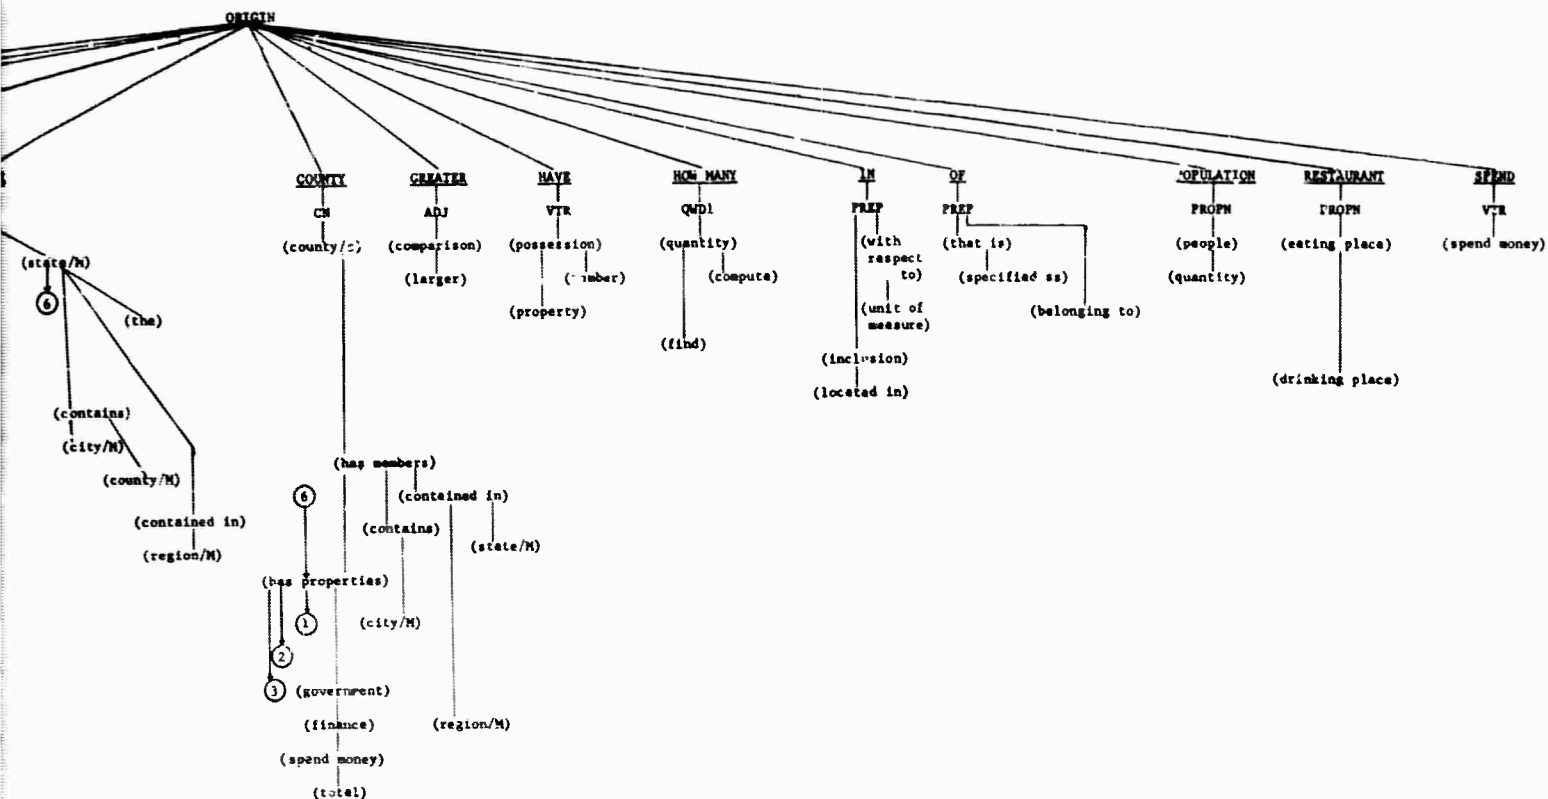 ORIGIN
COUNTY GREATER HAVE HOW MANY IN OF RESTAURANT SPEND
CN ADJ VTR QWD1 PREP PREP PROPN PROPN VTR
(county/c) (comparison) (possession) (quantity) (with (that is) (people) (eating place) (spend money)
respect
(state/M)
to)
(larger) (compute) (specified as) (quantity)
6
(the)
(property) (unit of (belonging to)
measure)
(find)
(inclusion)
(located in) (drinking place)
(contains)
(city/M)
(has members)
(county/M)
6 (contained in)
(contained in) (contains)
(region/M) (state/M)
(has properties)
1 (city/M)
2
3 (government)
(finance) (region/M)
(spend money)
(total)